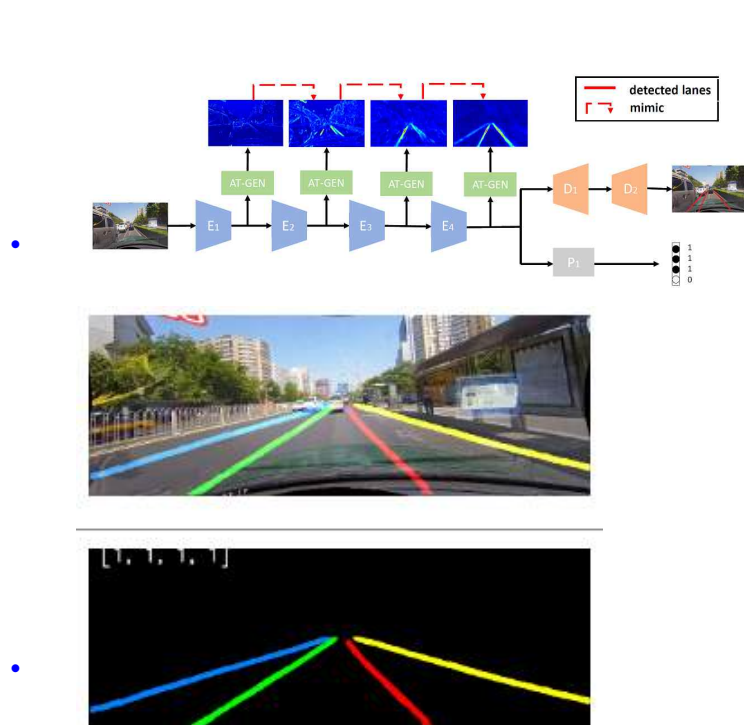 detected lanes
mimic
AT-GEN AT-GEN AT-GEN AT-GEN
D1 D2
E1 E2 E3 E4
P1
1
1
1
0
[1, 1, 1, 1]